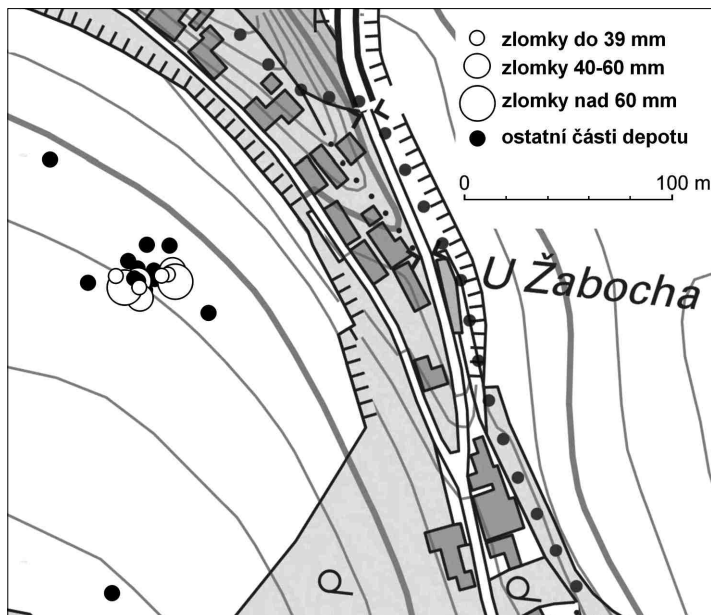 zlomky do 39 mm
zlomky 40-60 mm
zlomky nad 60 mm
ostatní části depotu
0 100 m
U Žabocha